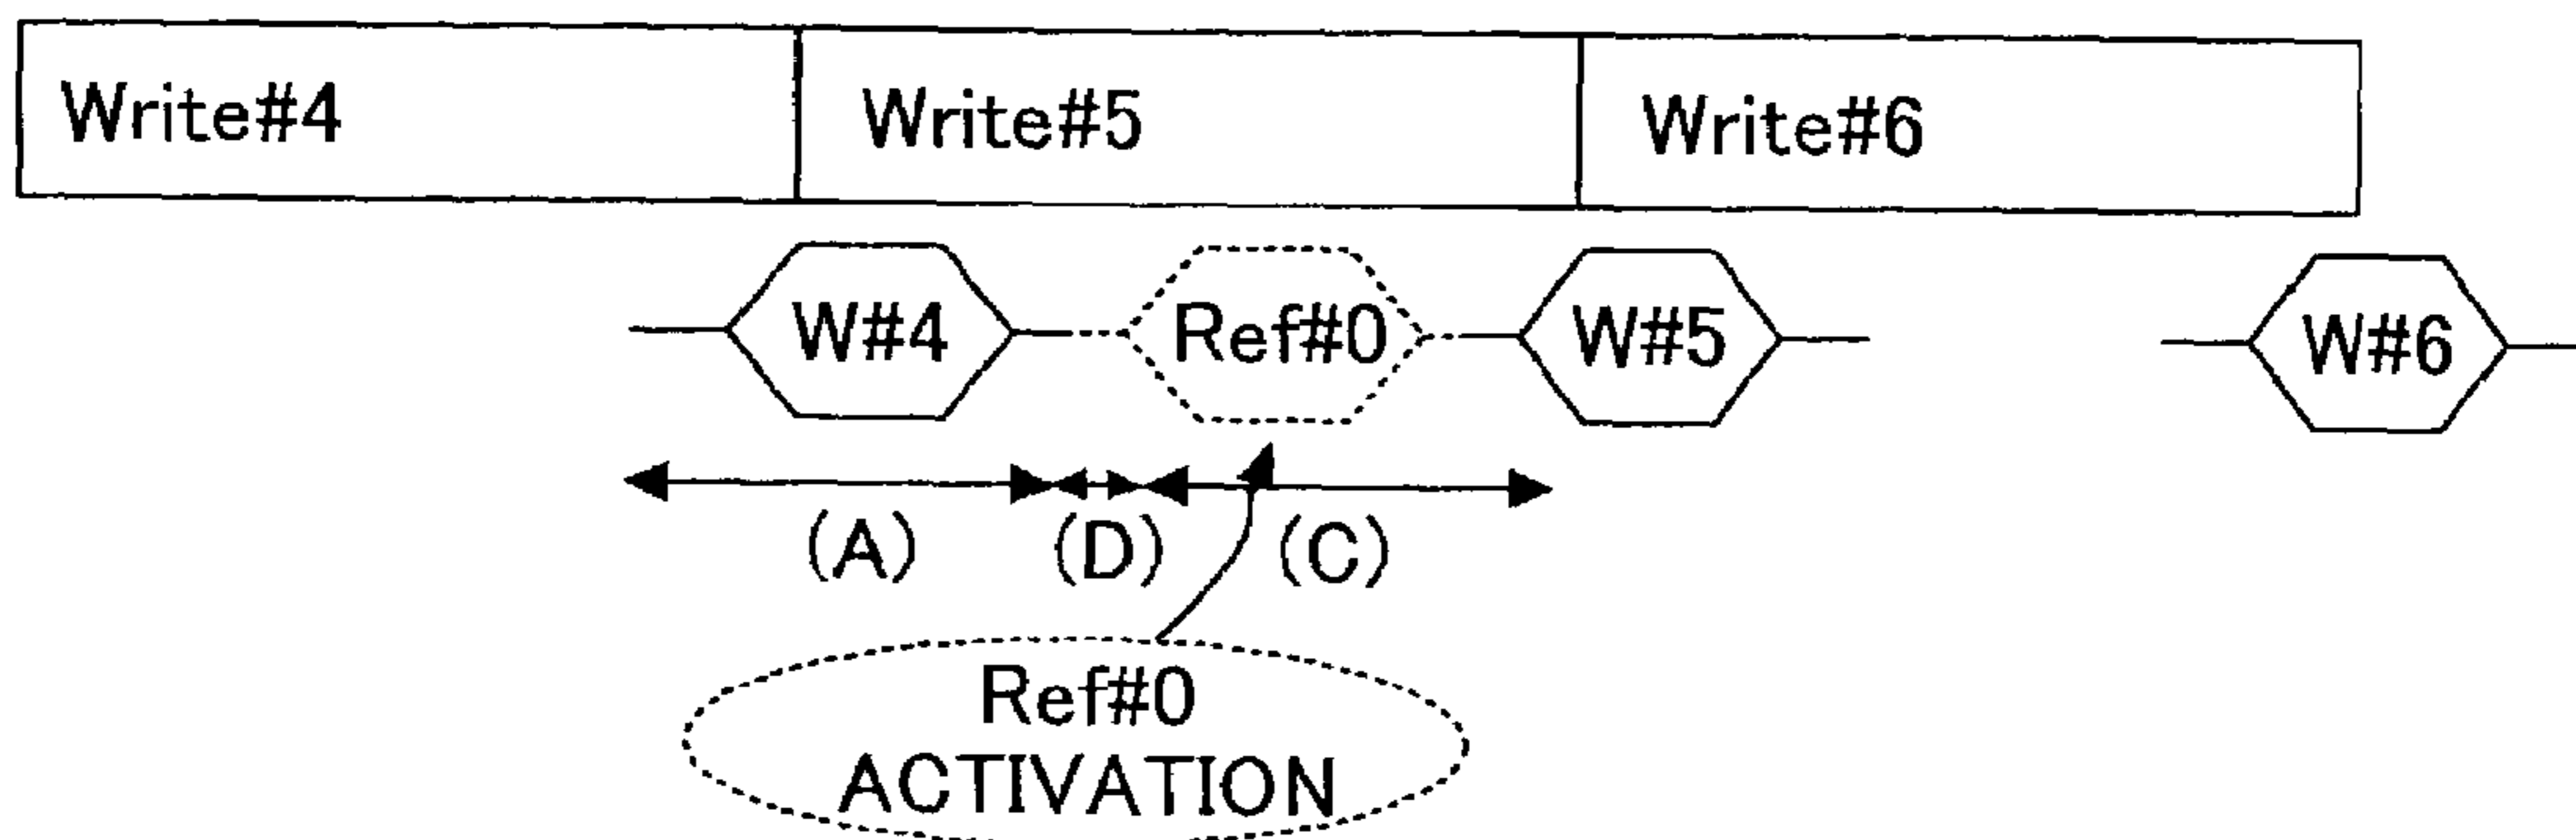 Write#4 Write#5 Write#6
W#4 Ref#0 W#5 W#6
(A) (D) (C)
Ref#0
ACTIVATION